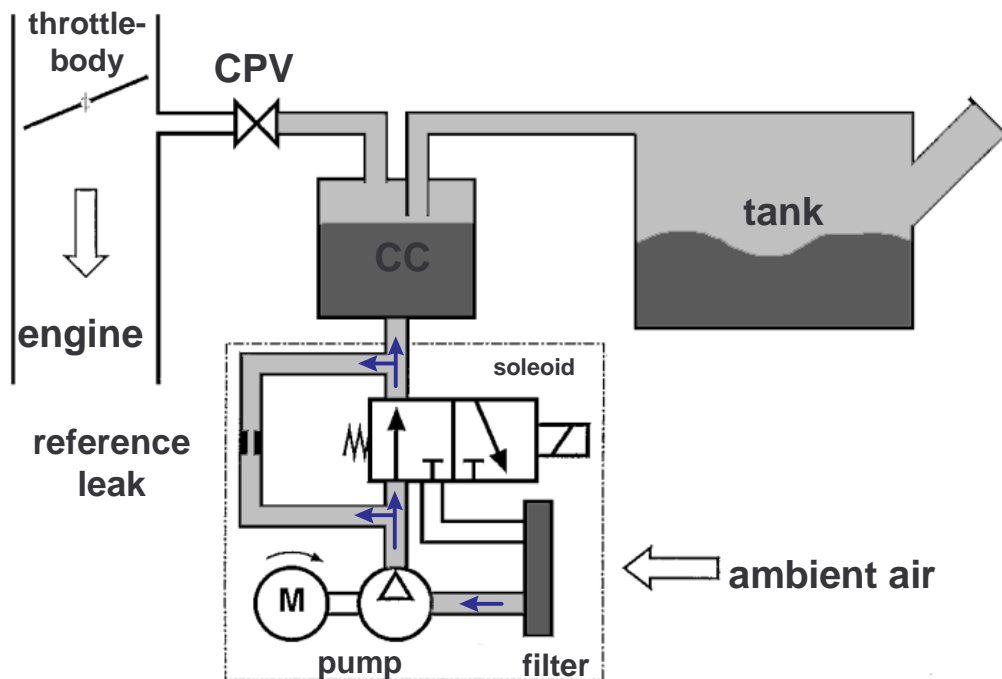 throttle-
body
CPV
tank
CC
engine
soleoid
reference
leak
ambient air
M
pump
filter